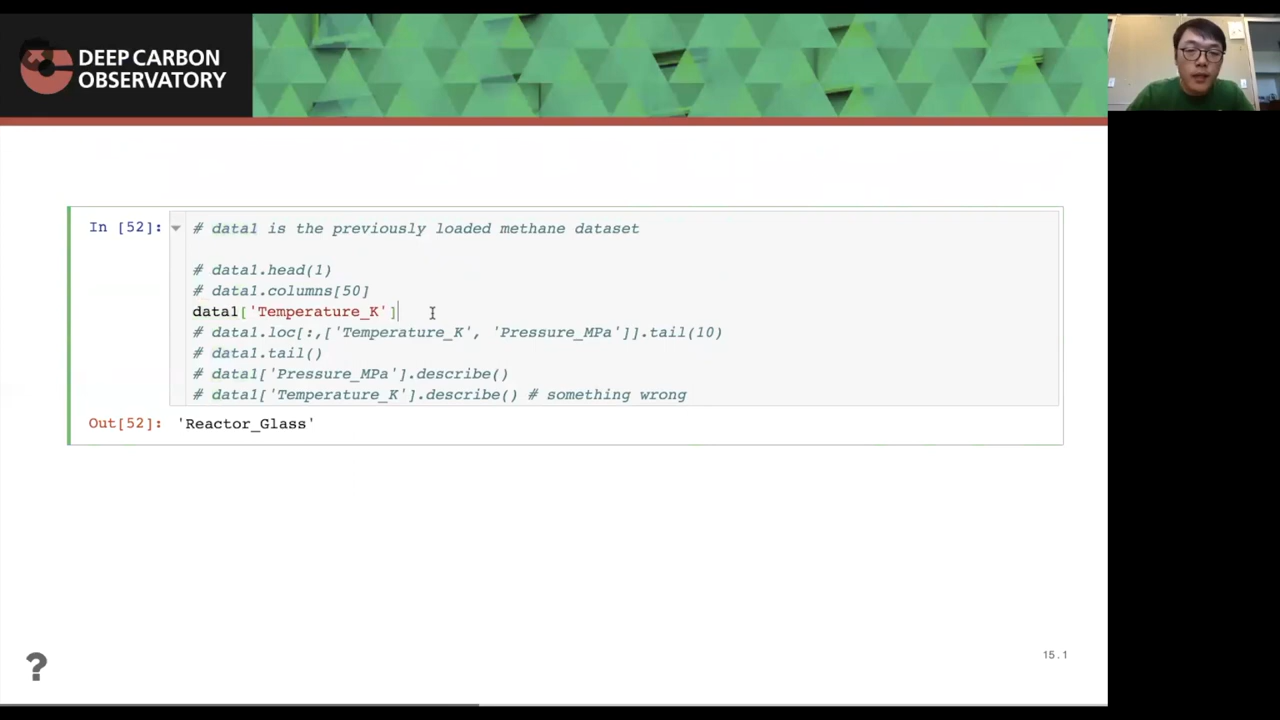 DEEP CARBON
OBSERVATORY
In [52]:
# data1 is the previously loaded methane dataset
# data1.head(1)
# data1.columns[50]
data1['Temperature_K']
# data1.loc[:,['Temperature_K', 'Pressure_MPa']].tail(10)
# data1.tail()
# data1['Pressure_MPa'].describe()
# data1['Temperature_K'].describe() # something wrong
Out[52]: 'Reactor_Glass'
?
15.1